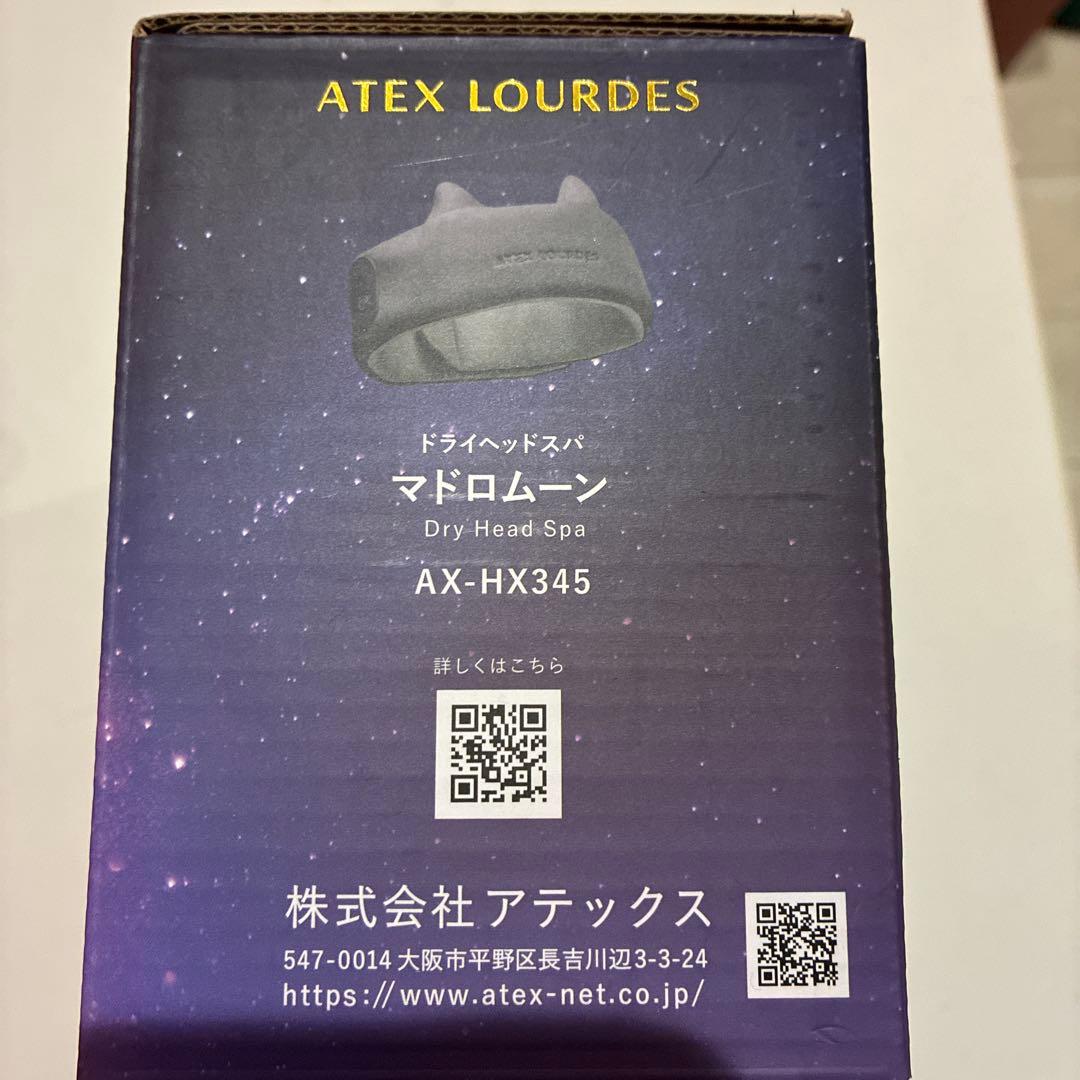 ATEX LOURDES
ATEX LOURDES
ドライヘッドスパ
マドロムーン
Dry Head Spa
AX-HX345
詳しくはこちら
株式会社アテックス
547-0014 大阪市平野区長吉川辺3-3-24
https://www.atex-net.co.jp/